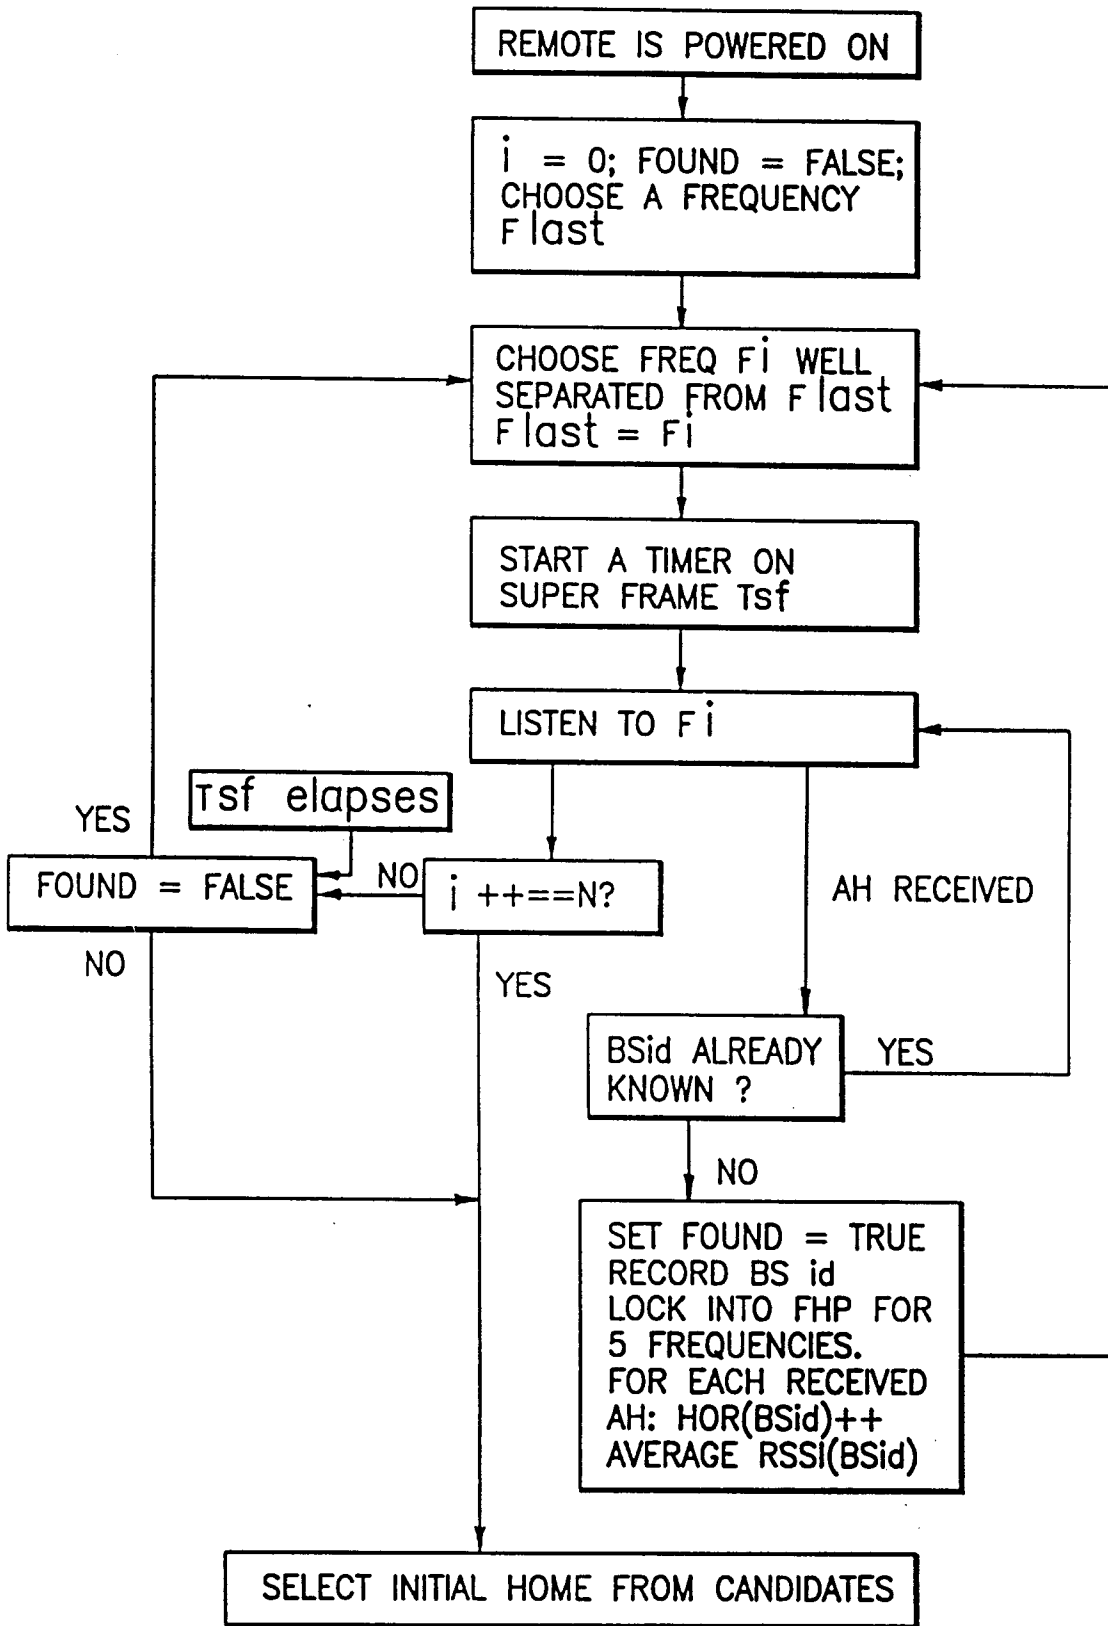 REMOTE IS POWERED ON
i = 0; FOUND = FALSE;
CHOOSE A FREQUENCY
Flast
CHOOSE FREQ Fi WELL
SEPARATED FROM Flast
Flast = Fi
START A TIMER ON
SUPER FRAME Tsf
LISTEN TO Fi
Tsf elapses
YES
FOUND = FALSE
NO
i ++==N?
AH RECEIVED
NO
YES
BSid ALREADY
KNOWN ?
YES
NO
SET FOUND = TRUE
RECORD BS id
LOCK INTO FHP FOR
5 FREQUENCIES.
FOR EACH RECEIVED
AH: HOR(BSid)++
AVERAGE RSSI(BSid)
SELECT INITIAL HOME FROM CANDIDATES